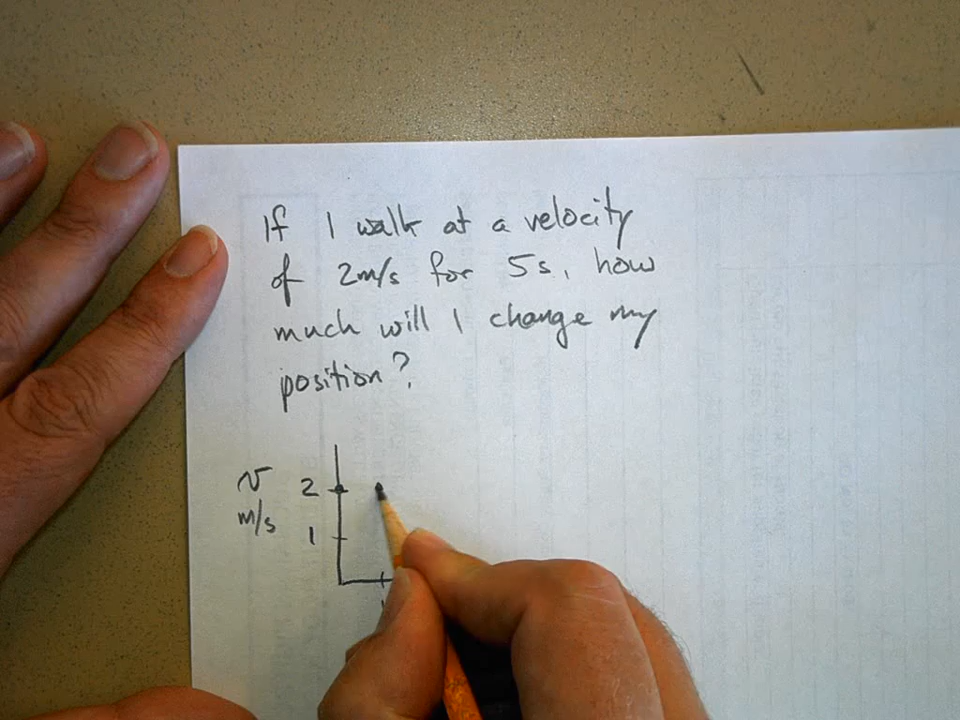 If I walk at a velocity
of 2m/s for 5s, how
much will I change my
position?
v 2
m/s
1